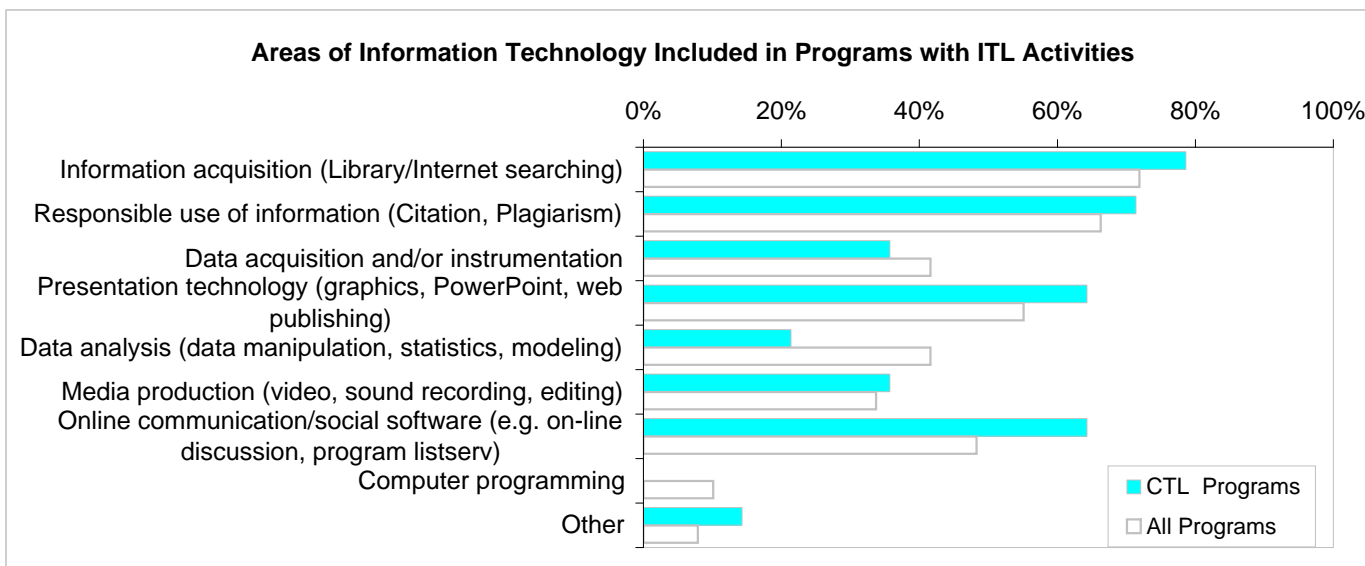 Areas of Information Technology Included in Programs with ITL Activities
0% 20% 40% 60% 80% 100%
Information acquisition (Library/Internet searching)
Responsible use of information (Citation, Plagiarism)
Data acquisition and/or instrumentation
Presentation technology (graphics, PowerPoint, web
publishing)
Data analysis (data manipulation, statistics, modeling)
Media production (video, sound recording, editing)
Online communication/social software (e.g. on-line
discussion, program listserv)
Computer programming
Other
CTL Programs
All Programs